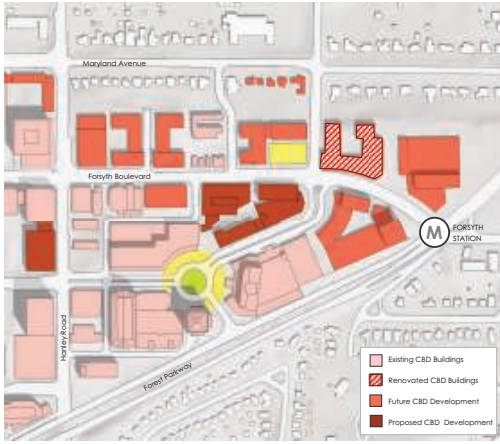 Maryland Avenue
Forsyth Boulevard
M
FORSYTH
STATION
Hanley Road
Forest Parkway
Existing CBD Buildings
Renovated CBD Buildings
Future CBD Development
Proposed CBD Development